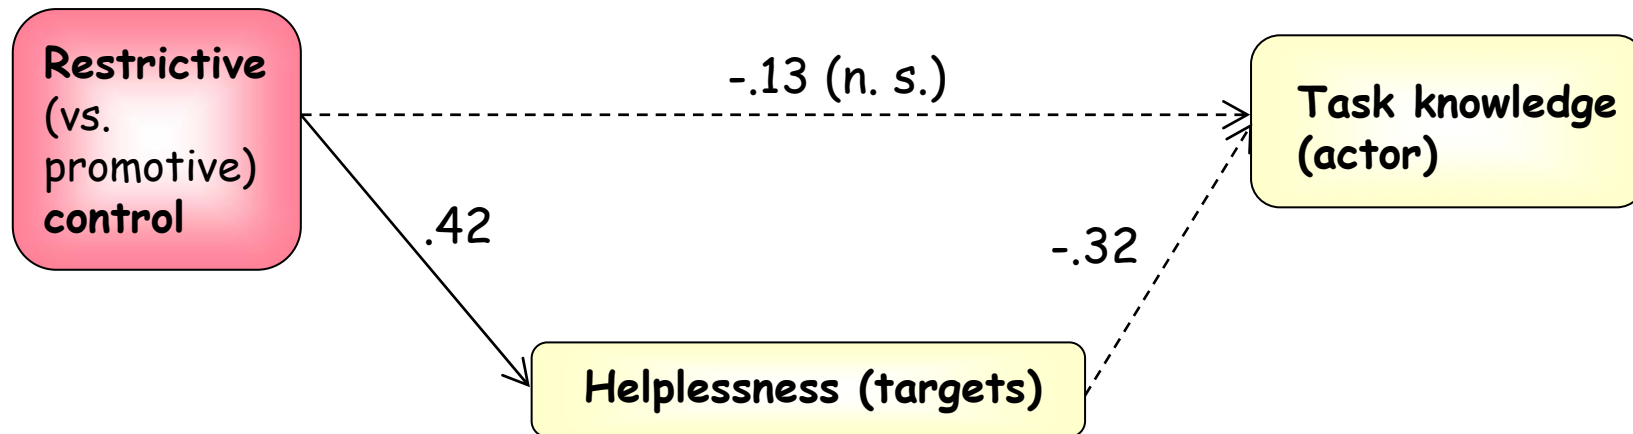 Restrictive
(vs.
promotive)
control
-.13 (n. s.)
Task knowledge
(actor)
.42
-.32
Helplessness (targets)